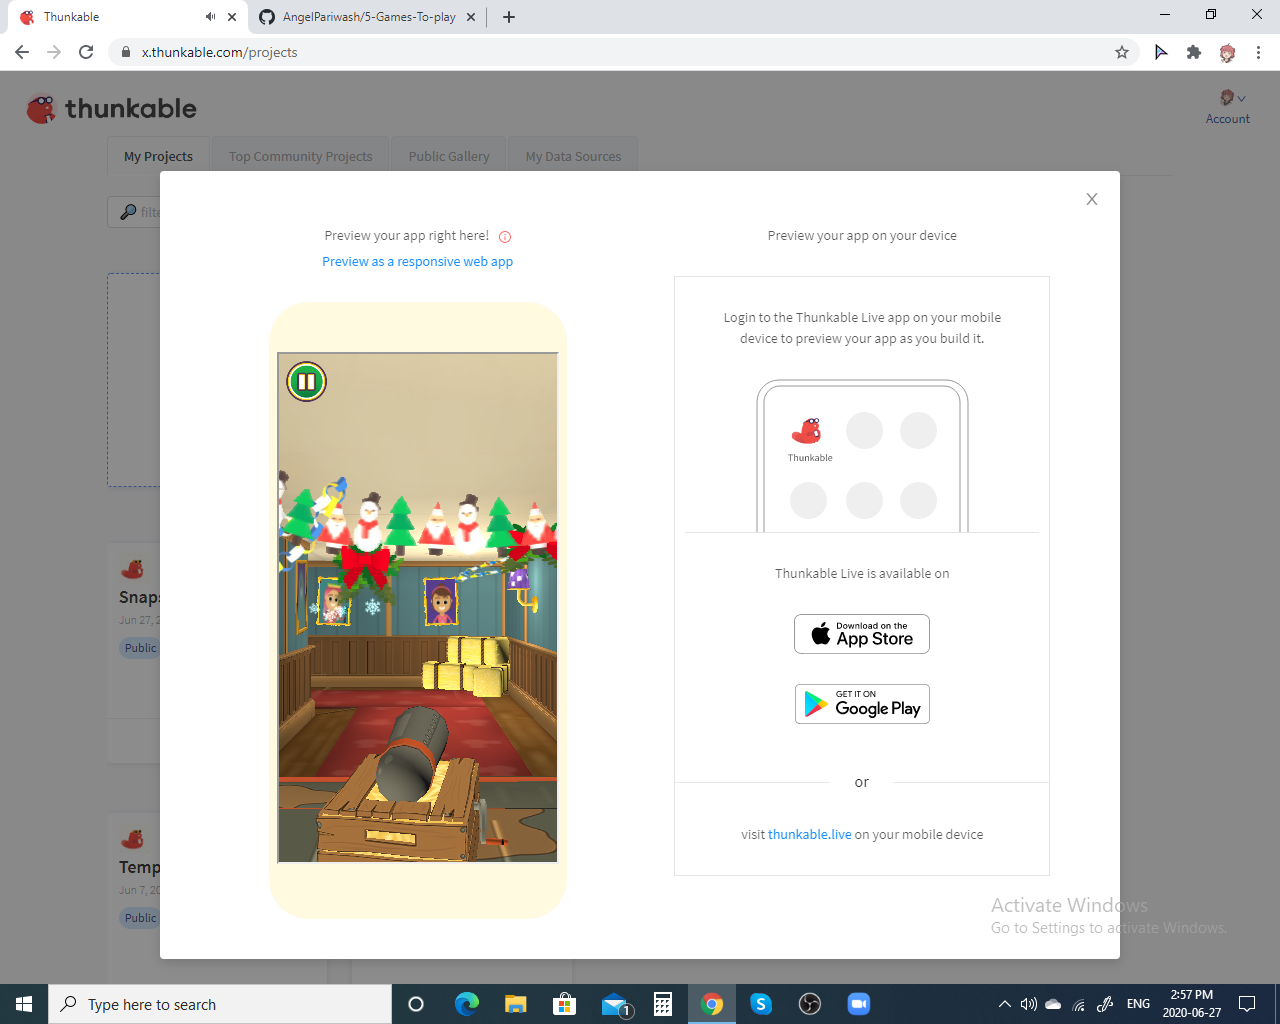 Thunkable
AngelPariwash/5-Games-To-play
x.thunkable.com/projects
thunkable
Account
My Projects
Top Community Projects
Public Gallery
My Data Sources
filte
X
Preview your app right here!
Preview as a responsive web app
Preview your app on your device
Login to the Thunkable Live app on your mobile
device to preview your app as you build it.
Thunkable
Thunkable Live is available on
Download on the
App Store
GET IT ON
Google Play
or
visit thunkable.live on your mobile device
Snaps
Jun 27, 2
Public
Temp
Jun 7, 20
Public
Activate Windows
Go to Settings to activate Windows.
Type here to search
1
ENG
2:57 PM
2020-06-27